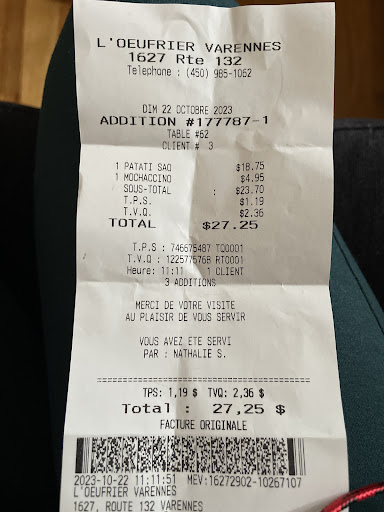 L'OEUFRIER VARENNES
1627 Rte 132
Telephone : (450) 985-1062
DIM 22 OCTOBRE 2023
ADDITION #177787-1
TABLE #62
CLIENT # 3
1 PATATI SAO $18.75
1 MOCHACCINO $4.95
SOUS-TOTAL : $23.70
T.P.S. $1.19
T.V.Q. $2.36
TOTAL $27.25
T.P.S : 746675487 TQ0001
T.V.Q : 1225775768 RT0001
Heure: 11:11 1 CLIENT
3 ADDITIONS
MERCI DE VOTRE VISITE
AU PLAISIR DE VOUS SERVIR
VOUS AVEZ ETE SERVI
PAR : NATHALIE S.
TPS: 1,19 $ TVQ: 2,36 $
Total : 27,25 $
FACTURE ORIGINALE
2023-10-22 11:11:51 MEV:16272902-10267107
L'OEUFRIER VARENNES
1627, ROUTE 132 VARENNES